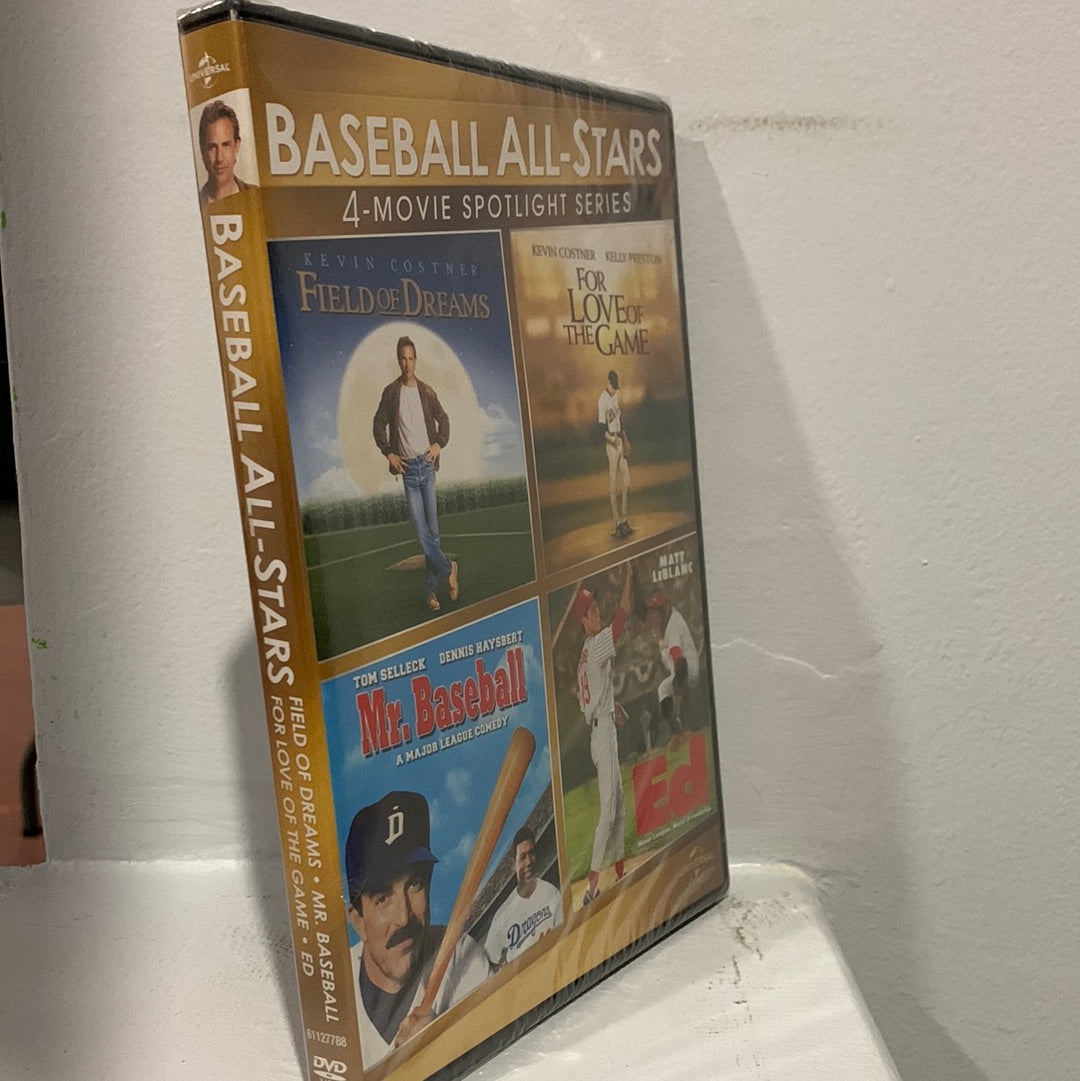 UNIVERSAL
BASEBALL ALL-STARS
FIELD OF DREAMS • MR. BASEBALL
FOR LOVE OF THE GAME • ED
61127788
DVD
BASEBALL ALL-STARS
4-MOVIE SPOTLIGHT SERIES
KEVIN COSTNER
FIELD OF DREAMS
KEVIN COSTNER KELLY PRESTON
FOR
LOVE OF
THE GAME
TOM SELLECK DENNIS HAYSBERT
Mr. Baseball
A MAJOR LEAGUE COMEDY
D
Dragons
MATT
LEBLANC
Ed
UNIVERSAL